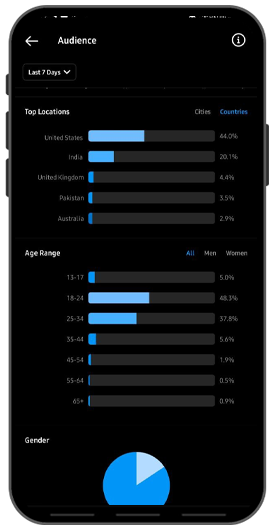 Audience
Last 7 Days
Top Locations Cities Countries
United States 44.0%
India 20.1%
United Kingdom 4.4%
Pakistan 3.5%
Australia 2.9%
Age Range All Men Women
13-17 5.0%
18-24 48.3%
25-34 37.8%
35-44 5.6%
45-54 1.9%
55-64 0.5%
65+ 0.9%
Gender